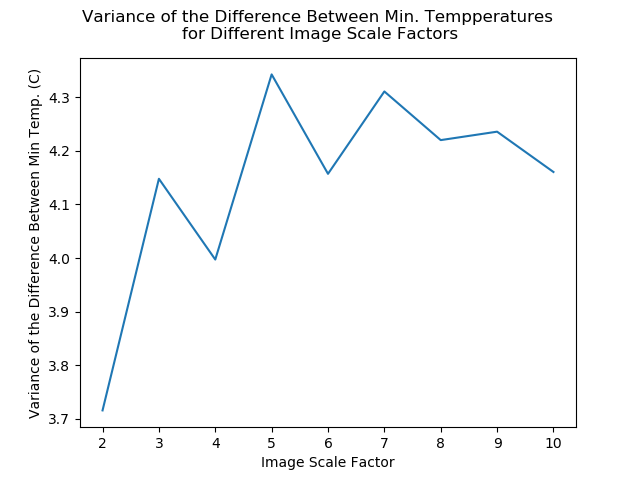 Variance of the Difference Between Min. Tempperatures
for Different Image Scale Factors
Variance of the Difference Between Min Temp. (C)
4.3
4.2
4.1
4.0
3.9
3.8
3.7
2 3 4 5 6 7 8 9 10
Image Scale Factor